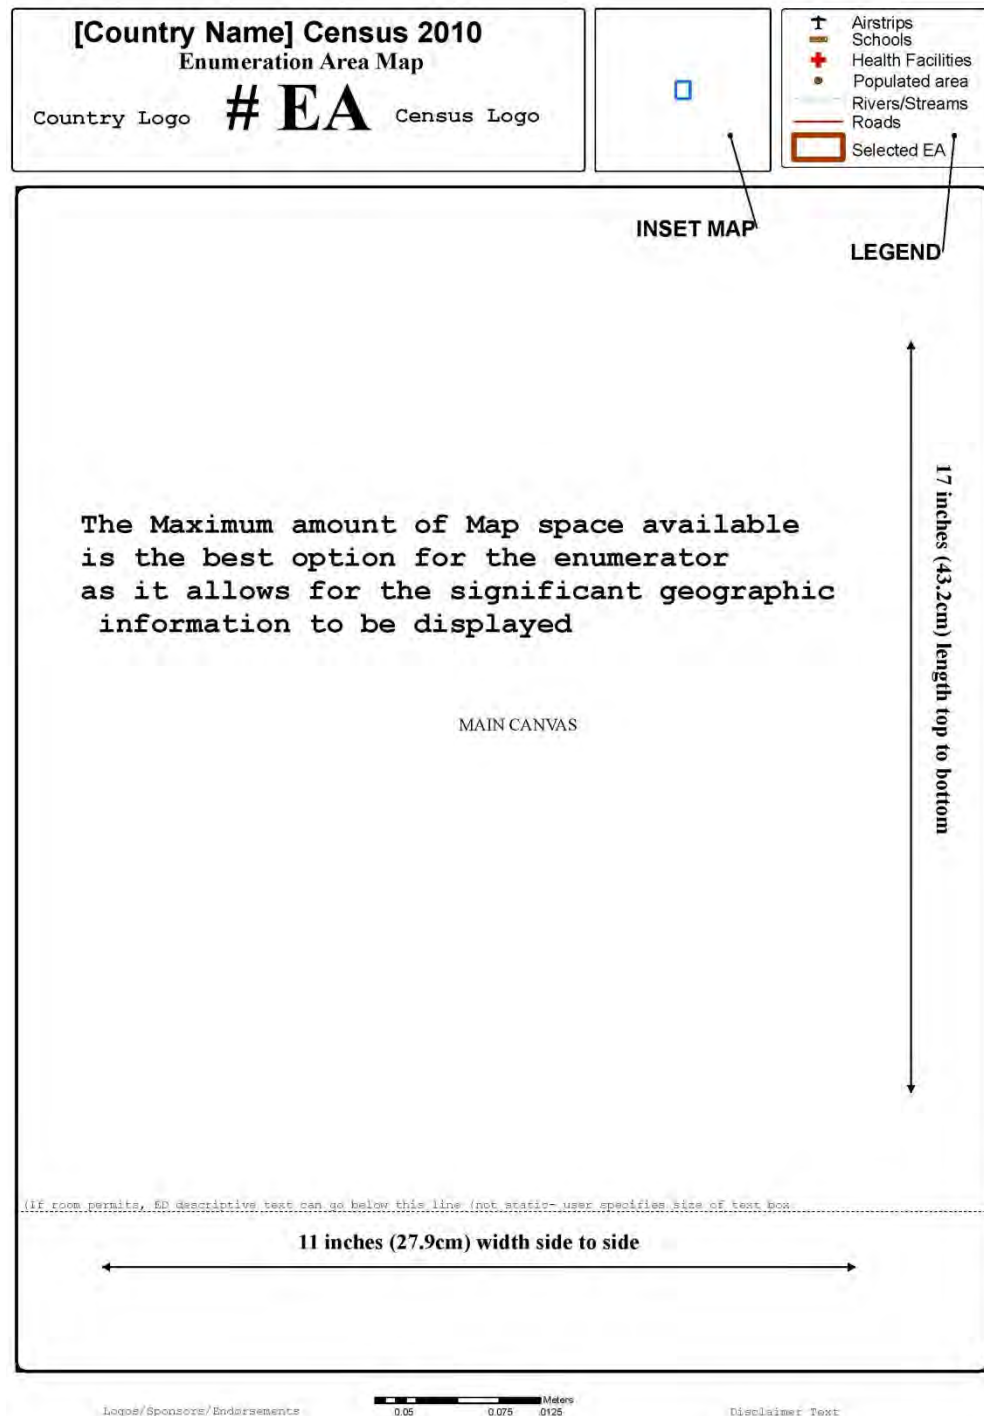 [Country Name] Census 2010
Enumeration Area Map
Country Logo # EA Census Logo
Airstrips
Schools
Health Facilities
Populated area
Rivers/Streams
Roads
Selected EA
INSET MAP
LEGEND
The Maximum amount of Map space available
is the best option for the enumerator
as it allows for the significant geographic
information to be displayed
MAIN CANVAS
17 inches (43.2cm) length top to bottom
(If room permits, ED descriptive text can go below this line (not static- user specifies size of text box
11 inches (27.9cm) width side to side
Logos/Sponsors/Endorsements
Meters
0.05 0.075 .0125
Disclaimer Text